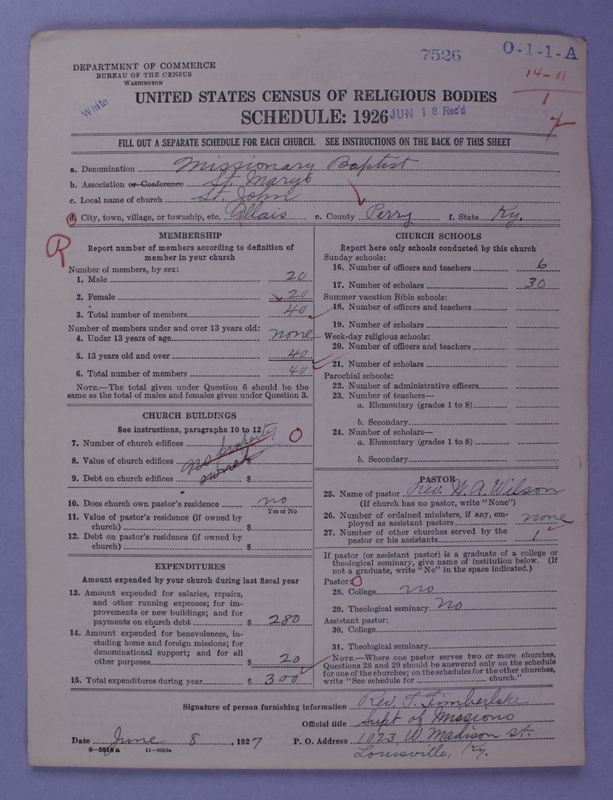 7526
O-1-1-A
14-11
1
DEPARTMENT OF COMMERCE
BUREAU OF THE CENSUS
WASHINGTON
White
UNITED STATES CENSUS OF RELIGIOUS BODIES
SCHEDULE: 1926
JUN 18 Rec'd
FILL OUT A SEPARATE SCHEDULE FOR EACH CHURCH. SEE INSTRUCTIONS ON THE BACK OF THIS SHEET
a. Denomination Missionary Baptist
b. Association or Conference St. Marys
c. Local name of church St. John
d. City, town, village, or township, etc. Allais e. County Perry f. State Ky.
R
MEMBERSHIP
Report number of members according to definition of
member in your church
Number of members, by sex:
1. Male 20
2. Female 20
3. Total number of members 40
Number of members under and over 13 years old:
4. Under 13 years of age none
5. 13 years old and over 40
6. Total number of members 40
NOTE.—The total given under Question 6 should be the
same as the total of males and females given under Question 3.
CHURCH BUILDINGS
See instructions, paragraphs 10 to 12
7. Number of church edifices
8. Value of church edifices $
9. Debt on church edifices $
no property
owned
O
10. Does church own pastor's residence no
Yes or No
11. Value of pastor's residence (if owned by
church) $
12. Debt on pastor's residence (if owned by
church) $
EXPENDITURES
Amount expended by your church during last fiscal year
13. Amount expended for salaries, repairs,
and other running expenses; for im-
provements or new buildings; and for
payments on church debt $ 280
14. Amount expended for benevolences, in-
cluding home and foreign missions; for
denominational support; and for all
other purposes $ 20
15. Total expenditures during year $ 300
CHURCH SCHOOLS
Report here only schools conducted by this church
Sunday schools:
16. Number of officers and teachers 6
17. Number of scholars 30
Summer vacation Bible schools:
18. Number of officers and teachers
19. Number of scholars
Week-day religious schools:
20. Number of officers and teachers
21. Number of scholars
Parochial schools:
22. Number of administrative officers
23. Number of teachers—
a. Elementary (grades 1 to 8)
b. Secondary
24. Number of scholars—
a. Elementary (grades 1 to 8)
b. Secondary
PASTOR
25. Name of pastor Rev. W. A. Wilson
(If church has no pastor, write "None")
26. Number of ordained ministers, if any, em-
ployed as assistant pastors none
27. Number of other churches served by the
pastor or his assistants 1
If pastor (or assistant pastor) is a graduate of a college or
theological seminary, give name of institution below. (If
not a graduate, write "No" in the space indicated.)
Pastor:
28. College no
29. Theological seminary No
Assistant pastor:
30. College
31. Theological seminary
NOTE.—Where one pastor serves two or more churches,
Questions 28 and 29 should be answered only on the schedule
for one of the churches; on the schedules for the other churches,
write "See schedule for church."
Signature of person furnishing information Rev. T. Timberlake
Official title Supt of Missions
Date June 8, 1927 P. O. Address 1023, W. Madison St.
8-5518a 11-9324a
Louisville, Ky.